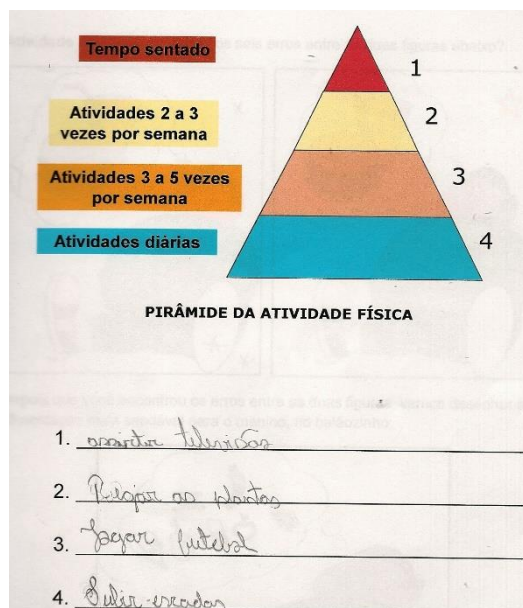 Tempo sentado
1
Atividades 2 a 3
vezes por semana
2
Atividades 3 a 5 vezes
por semana
3
Atividades diárias
4
PIRÂMIDE DA ATIVIDADE FÍSICA
1. assistir televisão
2. Regar as plantas
3. Jogar futebol
4. Subir escadas